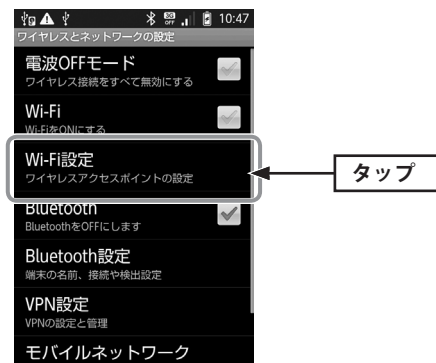 3G
OFF
10:47
ワイヤレスとネットワークの設定
電波OFFモード
ワイヤレス接続をすべて無効にする
Wi-Fi
Wi-FiをONにする
Wi-Fi設定
ワイヤレスアクセスポイントの設定
タップ
Bluetooth
BluetoothをOFFにします
Bluetooth設定
端末の名前、接続や検出設定
VPN設定
VPNの設定と管理
モバイルネットワーク